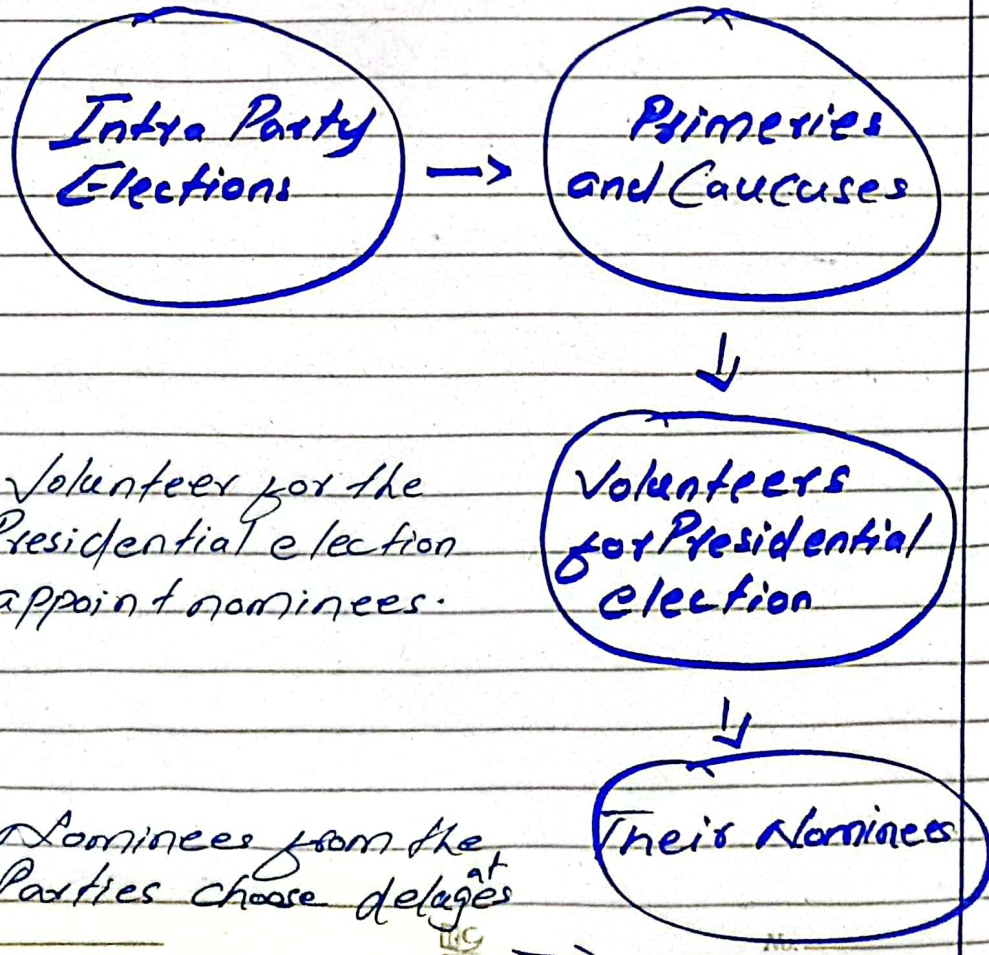 Intra Party
Elections
→
Primeries
and Caucuses
Volunteer for the
Presidential election
appoint nominees.
Volunteers
for Presidential
election
Their Nominees
Nominees from the
Parties choose delages
at
No.